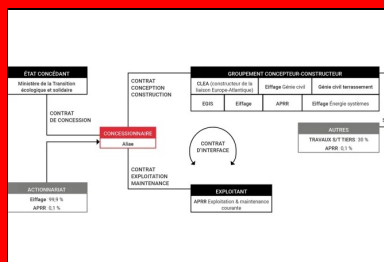 ÉTAT CONCÉDANT
Ministère de la Transition
écologique et solidaire
CONTRAT
DE CONCESSION
CONTRAT
CONCEPTION
CONSTRUCTION
GROUPEMENT CONCEPTEUR-CONSTRUCTEUR
CLEA (constructeur de la
liaison Europe-Atlantique)
Eiffage Génie civil
Génie civil terrassement
EGIS
Eiffage
APRR
Eiffage Énergie systèmes
CONCESSIONNAIRE
Aliae
CONTRAT
D'INTERFACE
AUTRES
TRAVAUX S/T TIERS 30 %
APRR 0,1 %
CONTRAT
EXPLOITATION
MAINTENANCE
ACTIONNARIAT
Eiffage 99,9 %
APRR 0,1 %
EXPLOITANT
APRR Exploitation & maintenance
courante